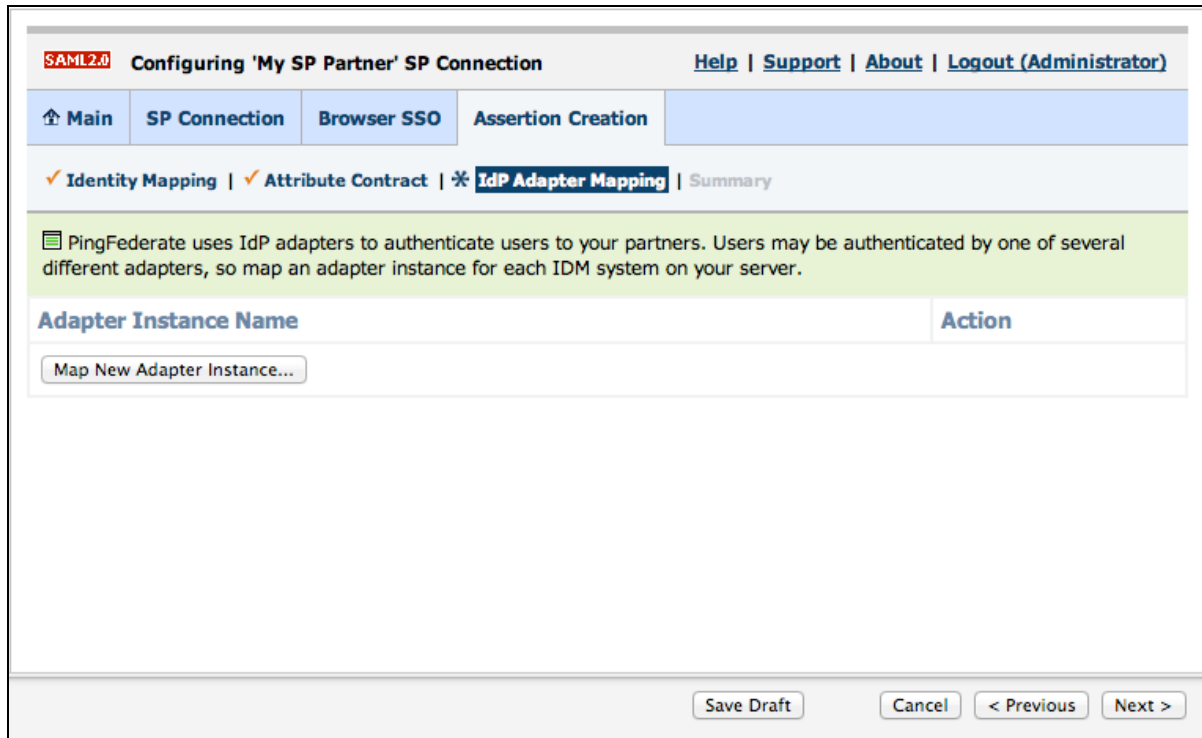 SAML2.0 Configuring 'My SP Partner' SP Connection Help | Support | About | Logout (Administrator)
Main SP Connection Browser SSO Assertion Creation
Identity Mapping | Attribute Contract | IdP Adapter Mapping | Summary
PingFederate uses IdP adapters to authenticate users to your partners. Users may be authenticated by one of several
different adapters, so map an adapter instance for each IDM system on your server.
Adapter Instance Name Action
Map New Adapter Instance...
Save Draft Cancel < Previous Next >